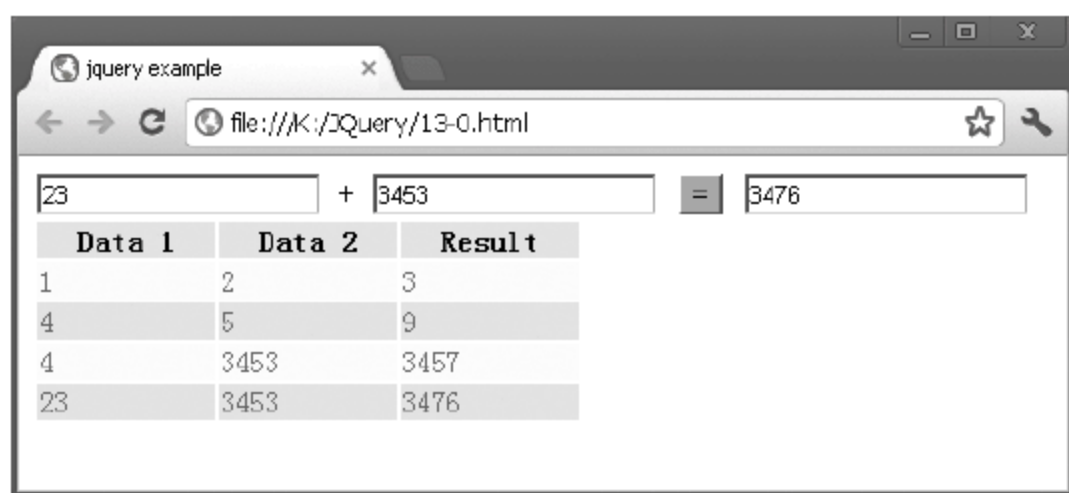 jquery example
file:///K:/JQuery/13-0.html
23 + 3453 = 3476
Data 1 Data 2 Result
1 2 3
4 5 9
4 3453 3457
23 3453 3476